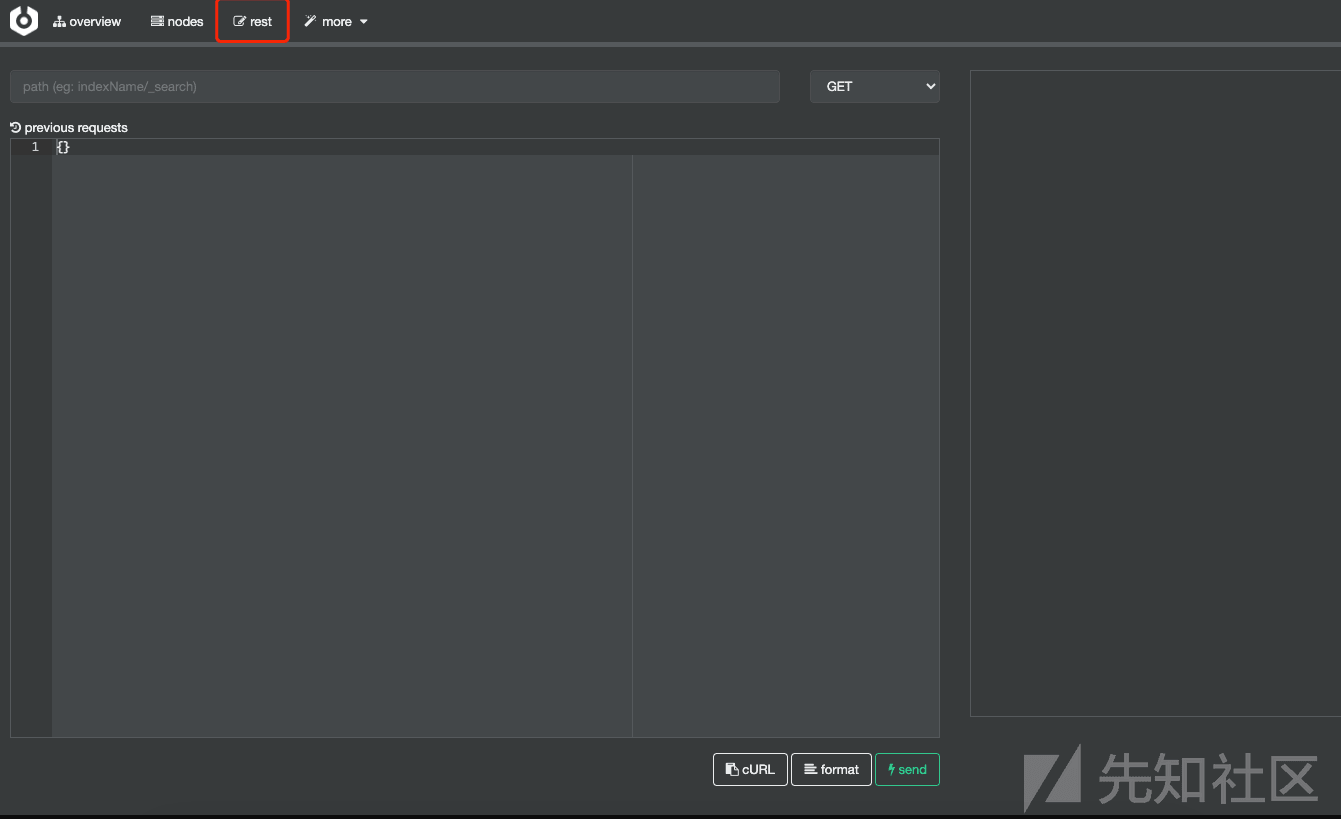 overview nodes rest more
path (eg: indexName/_search) GET
previous requests
1 {}
cURL format send
先知社区